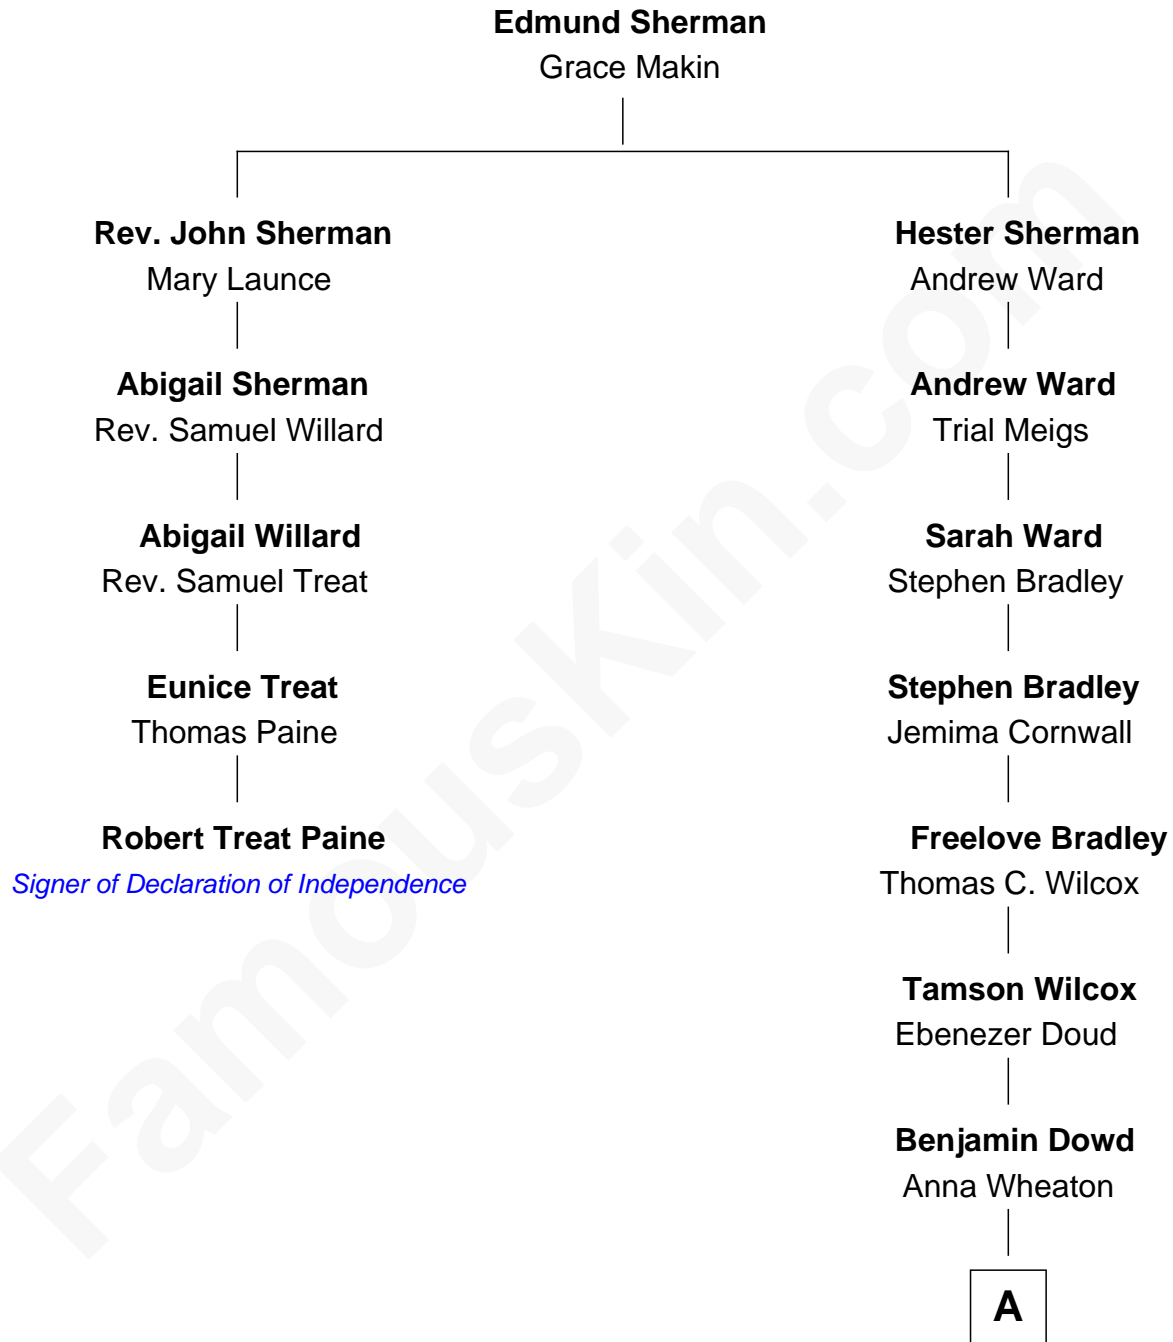 Edmund Sherman
Grace Makin
Rev. John Sherman
Mary Launce
Abigail Sherman
Rev. Samuel Willard
Abigail Willard
Rev. Samuel Treat
Eunice Treat
Thomas Paine
Robert Treat Paine
Signer of Declaration of Independence
Hester Sherman
Andrew Ward
Andrew Ward
Trial Meigs
Sarah Ward
Stephen Bradley
Stephen Bradley
Jemima Cornwall
Freelove Bradley
Thomas C. Wilcox
Tamson Wilcox
Ebenezer Doud
Benjamin Dowd
Anna Wheaton
A
FamousKin.com